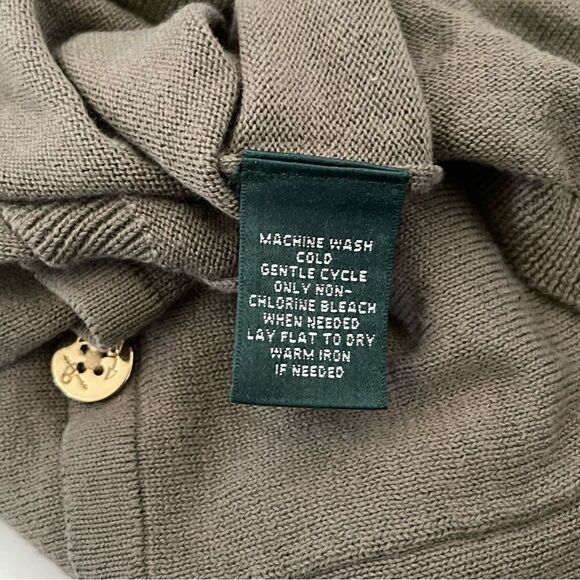 MACHINE WASH
COLD
GENTLE CYCLE
ONLY NON-
CHLORINE BLEACH
WHEN NEEDED
LAY FLAT TO DRY
WARM IRON
IF NEEDED